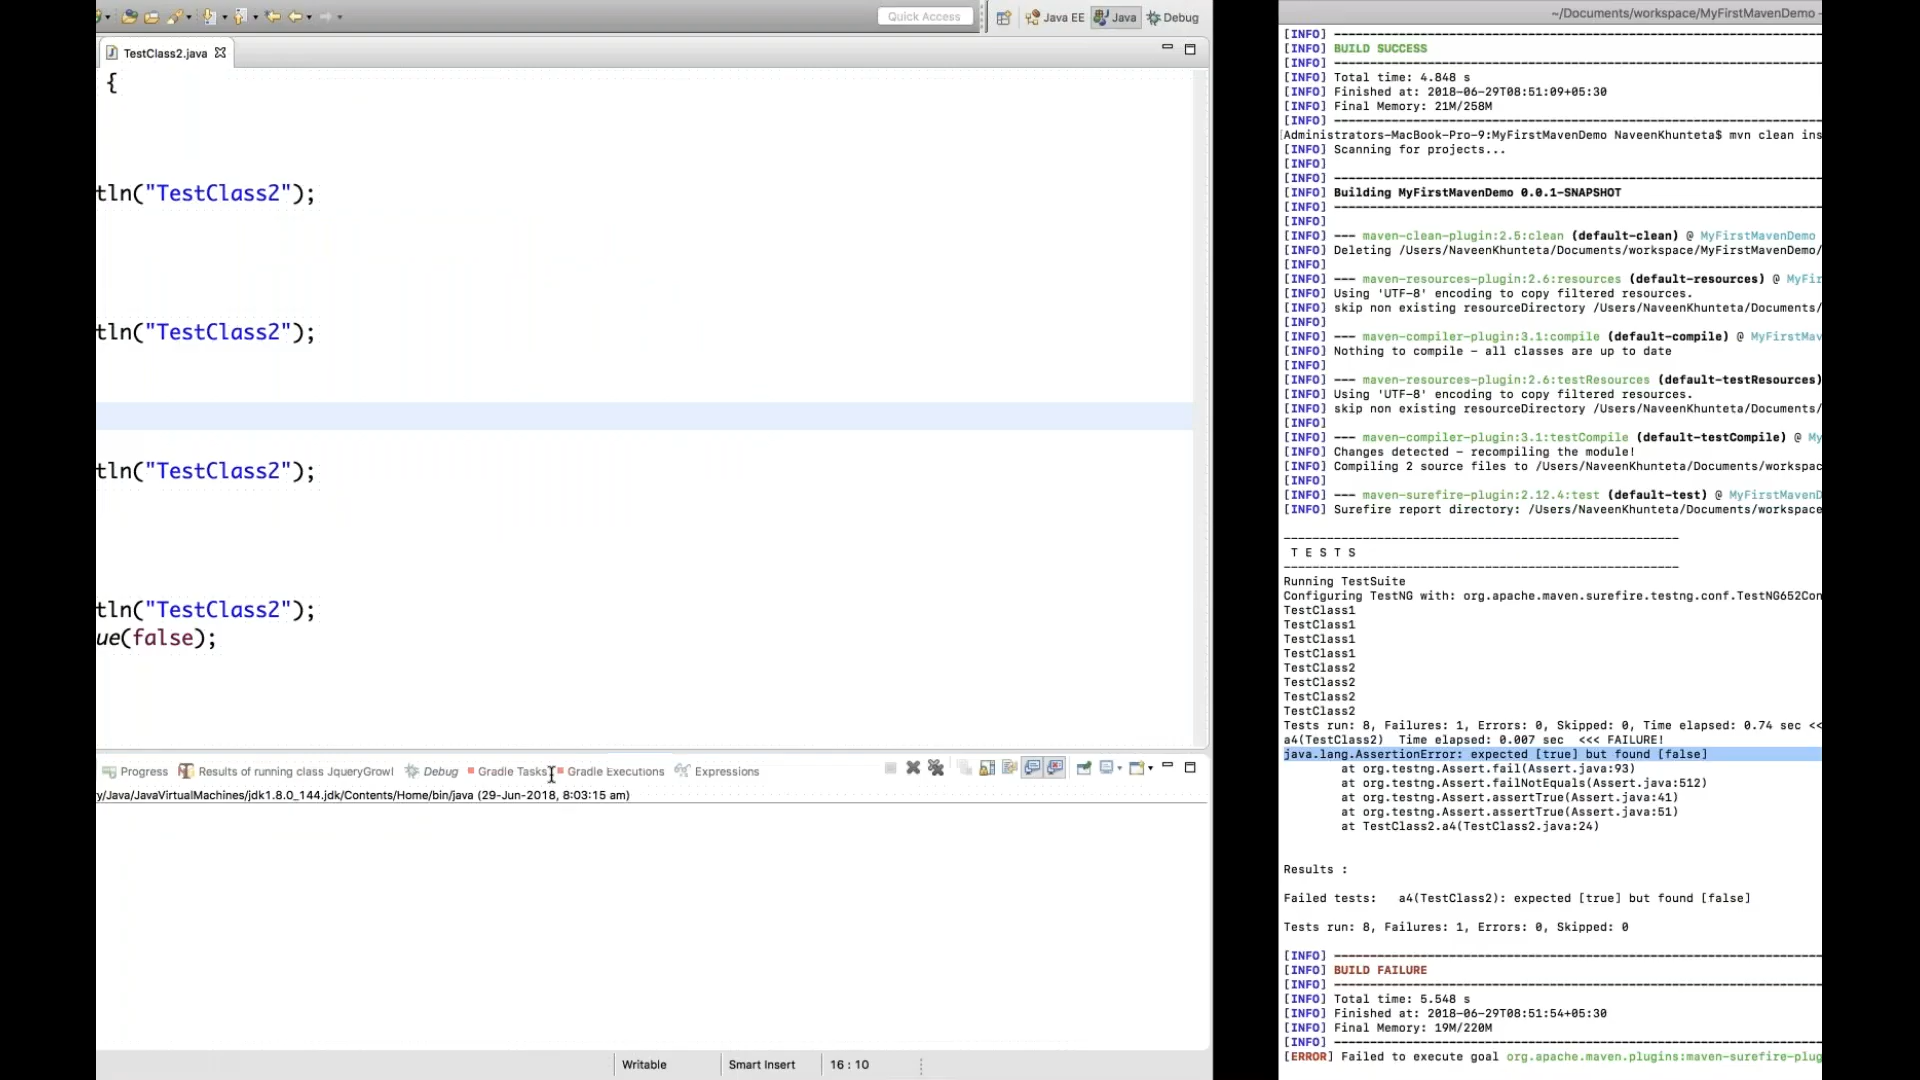 Quick Access
Java EE
Java
Debug
TestClass2.java
{
tln("TestClass2");
tln("TestClass2");
tln("TestClass2");
tln("TestClass2");
ue(false);
Progress Results of running class JqueryGrowl Debug Gradle Tasks Gradle Executions Expressions
y/Java/JavaVirtualMachines/jdk1.8.0_144.jdk/Contents/Home/bin/java (29-Jun-2018, 8:03:15 am)
Writable Smart Insert 16 : 10
~/Documents/workspace/MyFirstMavenDemo -
[INFO] ------------------------------------------------------------------------
[INFO] BUILD SUCCESS
[INFO] ------------------------------------------------------------------------
[INFO] Total time: 4.848 s
[INFO] Finished at: 2018-06-29T08:51:09+05:30
[INFO] Final Memory: 21M/258M
[INFO] ------------------------------------------------------------------------
Administrators-MacBook-Pro-9:MyFirstMavenDemo NaveenKhunteta$ mvn clean ins
[INFO] Scanning for projects...
[INFO]
[INFO] ------------------------------------------------------------------------
[INFO] Building MyFirstMavenDemo 0.0.1-SNAPSHOT
[INFO] ------------------------------------------------------------------------
[INFO]
[INFO] --- maven-clean-plugin:2.5:clean (default-clean) @ MyFirstMavenDemo
[INFO] Deleting /Users/NaveenKhunteta/Documents/workspace/MyFirstMavenDemo/
[INFO]
[INFO] --- maven-resources-plugin:2.6:resources (default-resources) @ MyFir
[INFO] Using 'UTF-8' encoding to copy filtered resources.
[INFO] skip non existing resourceDirectory /Users/NaveenKhunteta/Documents/
[INFO]
[INFO] --- maven-compiler-plugin:3.1:compile (default-compile) @ MyFirstMav
[INFO] Nothing to compile - all classes are up to date
[INFO]
[INFO] --- maven-resources-plugin:2.6:testResources (default-testResources)
[INFO] Using 'UTF-8' encoding to copy filtered resources.
[INFO] skip non existing resourceDirectory /Users/NaveenKhunteta/Documents/
[INFO]
[INFO] --- maven-compiler-plugin:3.1:testCompile (default-testCompile) @ My
[INFO] Changes detected - recompiling the module!
[INFO] Compiling 2 source files to /Users/NaveenKhunteta/Documents/workspac
[INFO]
[INFO] --- maven-surefire-plugin:2.12.4:test (default-test) @ MyFirstMavenD
[INFO] Surefire report directory: /Users/NaveenKhunteta/Documents/workspace
-------------------------------------------------------
T E S T S
-------------------------------------------------------
Running TestSuite
Configuring TestNG with: org.apache.maven.surefire.testng.conf.TestNG652Con
TestClass1
TestClass1
TestClass1
TestClass1
TestClass2
TestClass2
TestClass2
TestClass2
Tests run: 8, Failures: 1, Errors: 0, Skipped: 0, Time elapsed: 0.74 sec <<
a4(TestClass2) Time elapsed: 0.007 sec <<< FAILURE!
java.lang.AssertionError: expected [true] but found [false]
at org.testng.Assert.fail(Assert.java:93)
at org.testng.Assert.failNotEquals(Assert.java:512)
at org.testng.Assert.assertTrue(Assert.java:41)
at org.testng.Assert.assertTrue(Assert.java:51)
at TestClass2.a4(TestClass2.java:24)
Results :
Failed tests: a4(TestClass2): expected [true] but found [false]
Tests run: 8, Failures: 1, Errors: 0, Skipped: 0
[INFO] ------------------------------------------------------------------------
[INFO] BUILD FAILURE
[INFO] ------------------------------------------------------------------------
[INFO] Total time: 5.548 s
[INFO] Finished at: 2018-06-29T08:51:54+05:30
[INFO] Final Memory: 19M/220M
[INFO] ------------------------------------------------------------------------
[ERROR] Failed to execute goal org.apache.maven.plugins:maven-surefire-plug